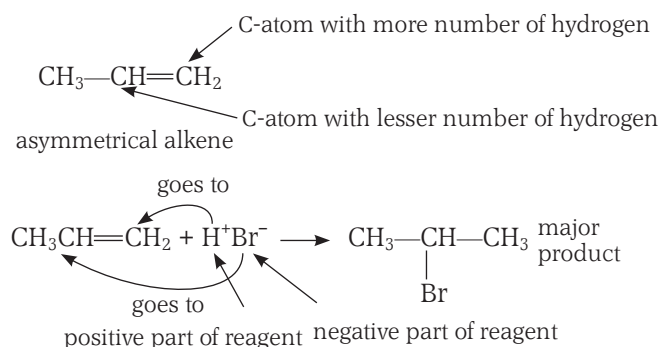 C-atom with more number of hydrogen
CH₃—CH=CH₂
C-atom with lesser number of hydrogen
asymmetrical alkene
goes to
CH₃CH=CH₂ + H⁺Br⁻ → CH₃—CH—CH₃ major product
Br
goes to
positive part of reagent negative part of reagent